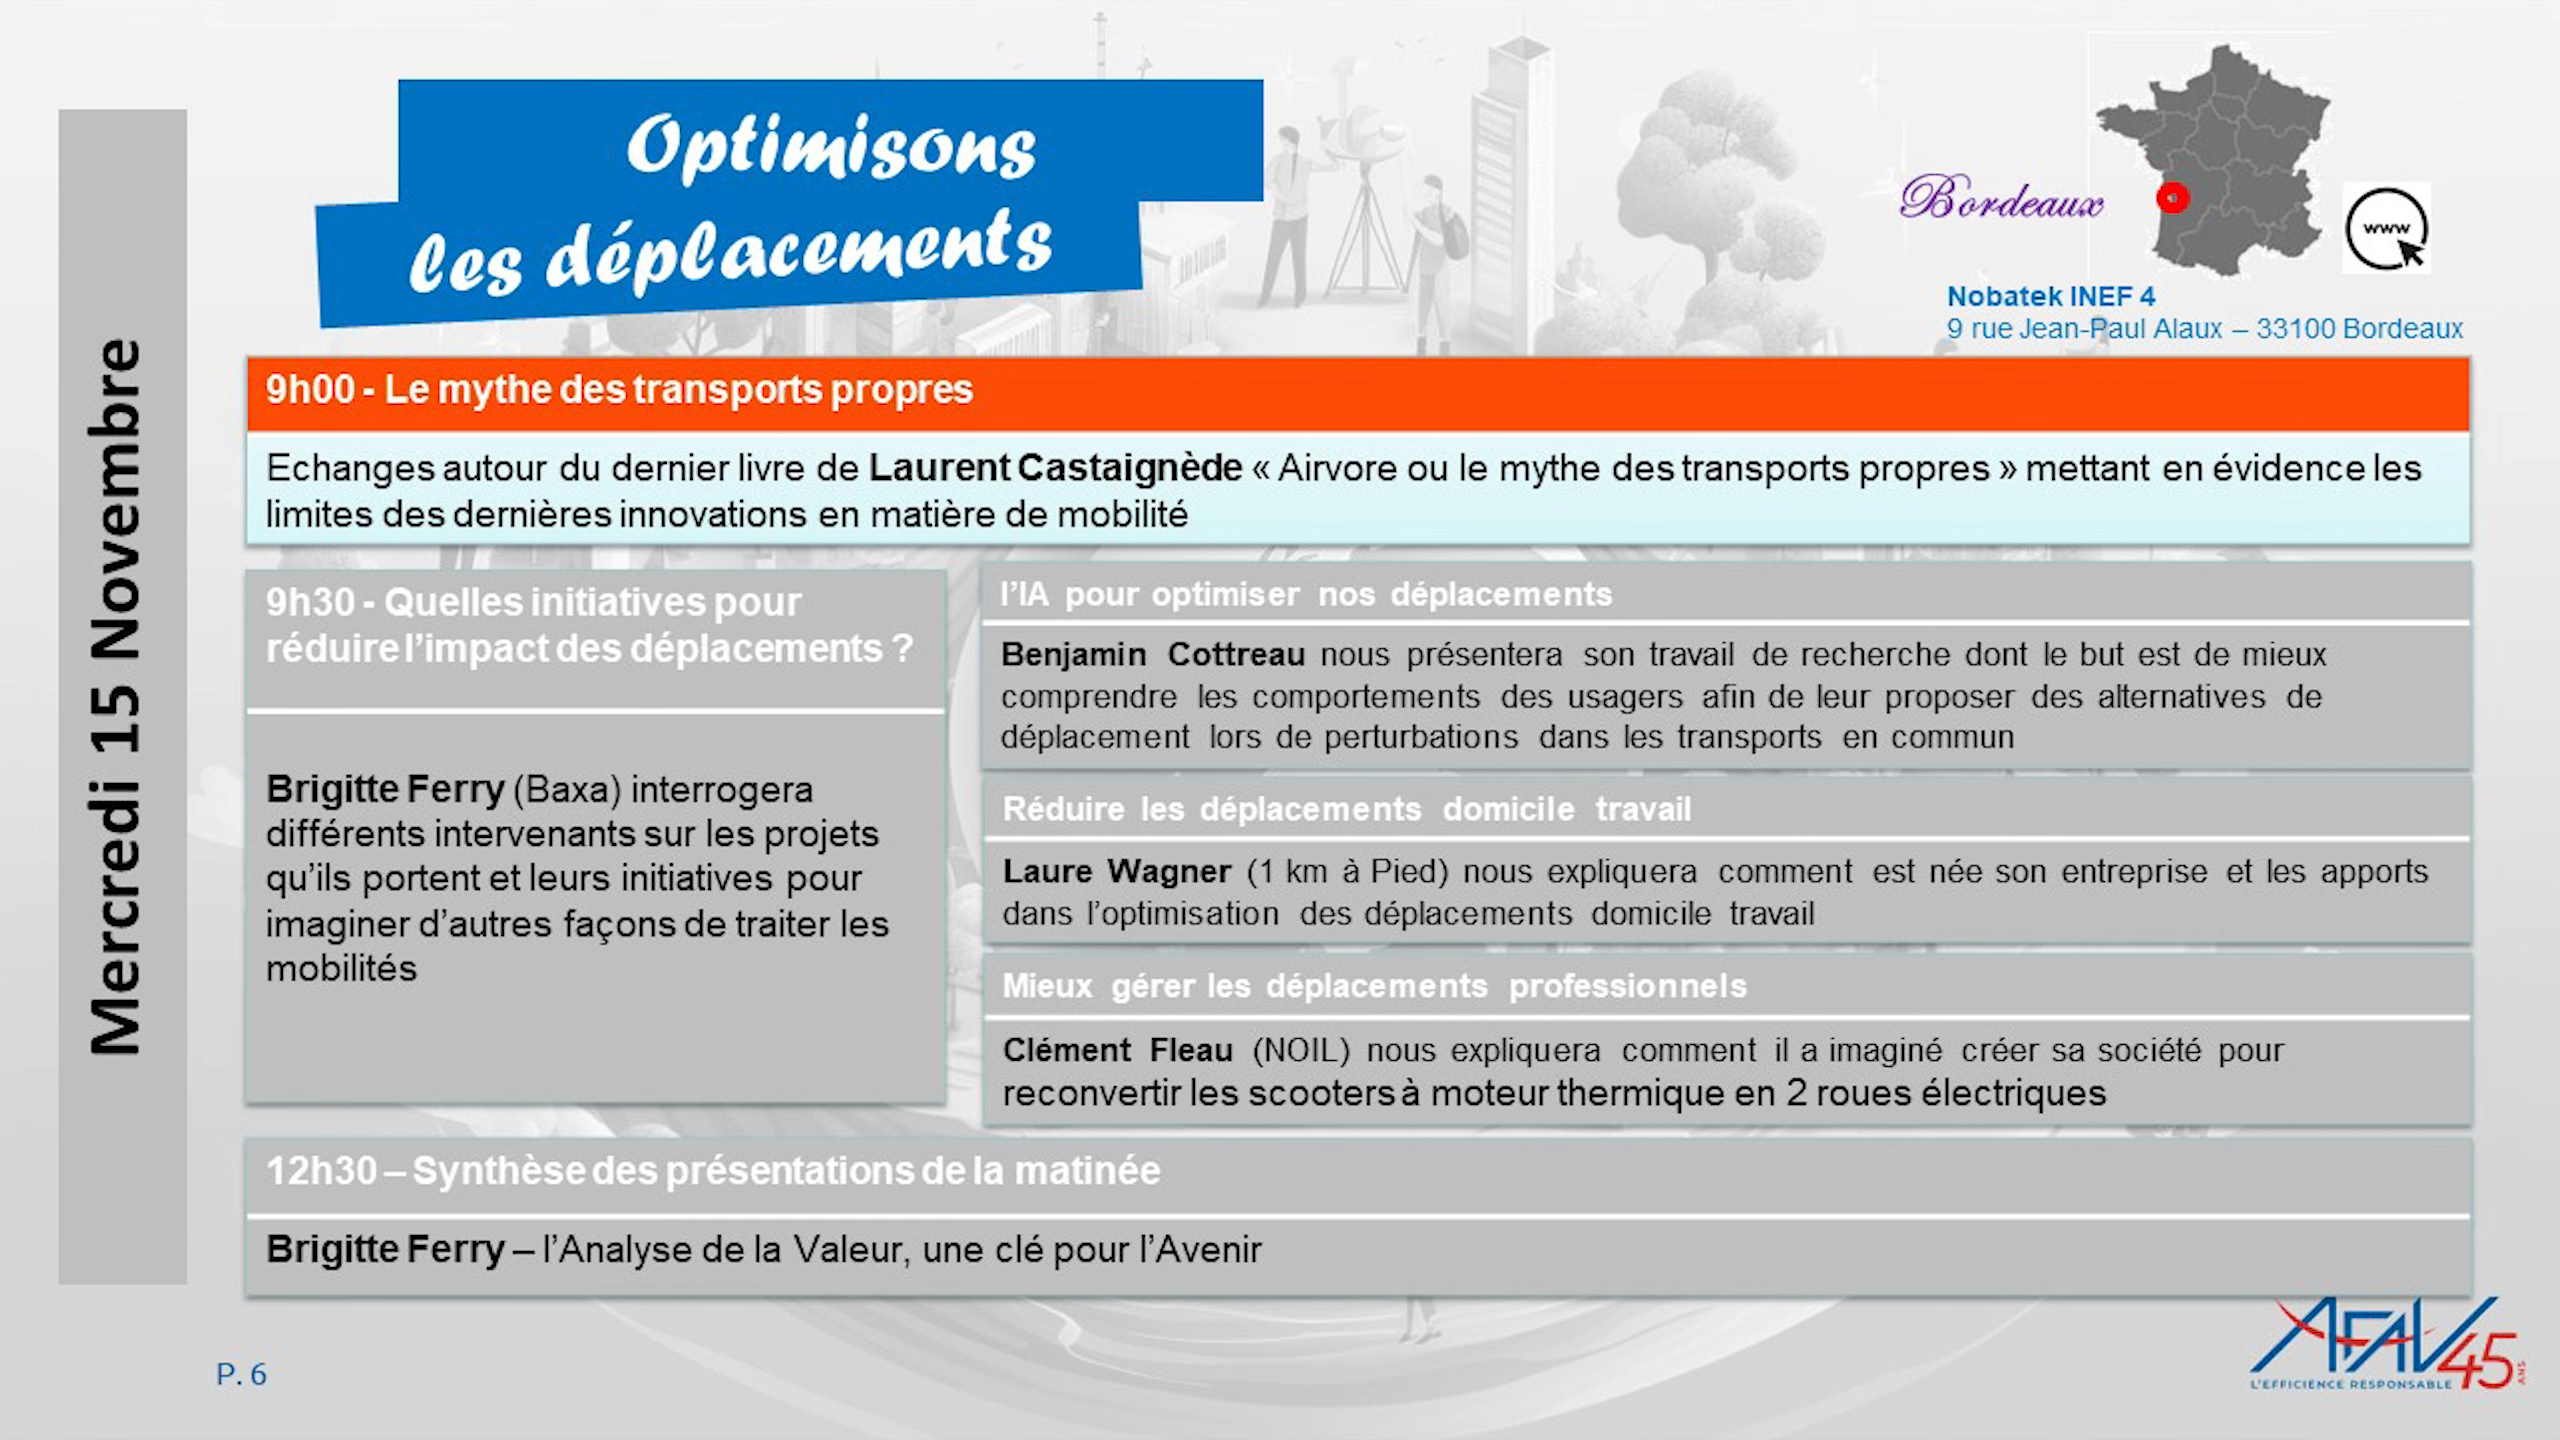 Optimisons
les déplacements
Bordeaux
www
Nobatek INEF 4
9 rue Jean-Paul Alaux – 33100 Bordeaux
Mercredi 15 Novembre
9h00 - Le mythe des transports propres
Echanges autour du dernier livre de Laurent Castaignède « Airvore ou le mythe des transports propres » mettant en évidence les
limites des dernières innovations en matière de mobilité
9h30 - Quelles initiatives pour
réduire l’impact des déplacements ?
Brigitte Ferry (Baxa) interrogera
différents intervenants sur les projets
qu’ils portent et leurs initiatives pour
imaginer d’autres façons de traiter les
mobilités
l’IA pour optimiser nos déplacements
Benjamin Cottreau nous présentera son travail de recherche dont le but est de mieux
comprendre les comportements des usagers afin de leur proposer des alternatives de
déplacement lors de perturbations dans les transports en commun
Réduire les déplacements domicile travail
Laure Wagner (1 km à Pied) nous expliquera comment est née son entreprise et les apports
dans l’optimisation des déplacements domicile travail
Mieux gérer les déplacements professionnels
Clément Fleau (NOIL) nous expliquera comment il a imaginé créer sa société pour
reconvertir les scooters à moteur thermique en 2 roues électriques
12h30 – Synthèse des présentations de la matinée
Brigitte Ferry – l’Analyse de la Valeur, une clé pour l’Avenir
P. 6
AFAV 45 ANS
L'EFFICIENCE RESPONSABLE